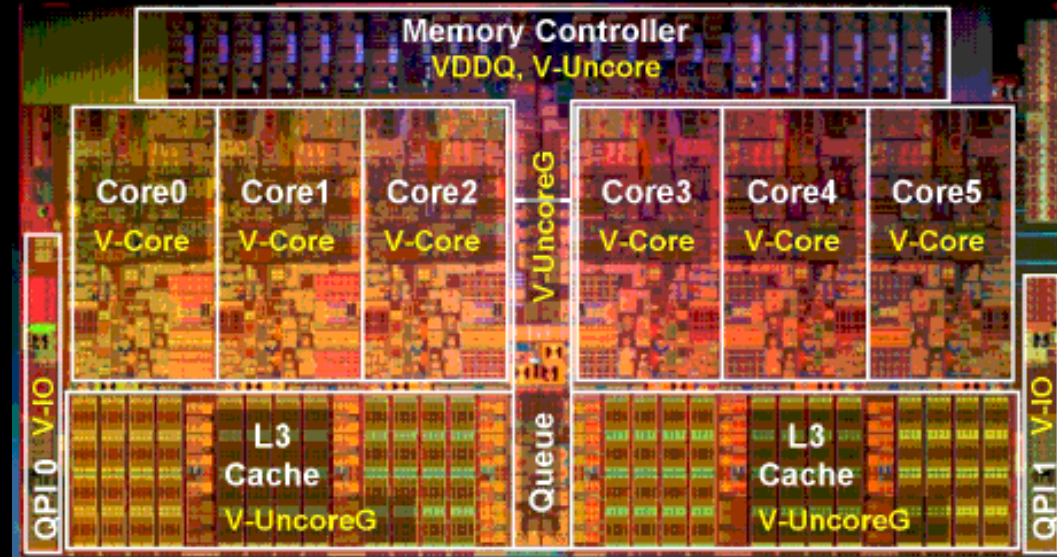 Memory Controller
VDDQ, V-Uncore
Core0
V-Core
Core1
V-Core
Core2
V-Core
V-UncoreG
Core3
V-Core
Core4
V-Core
Core5
V-Core
QPI 0
V-IO
L3
Cache
V-UncoreG
Queue
L3
Cache
V-UncoreG
QPI 1
V-IO